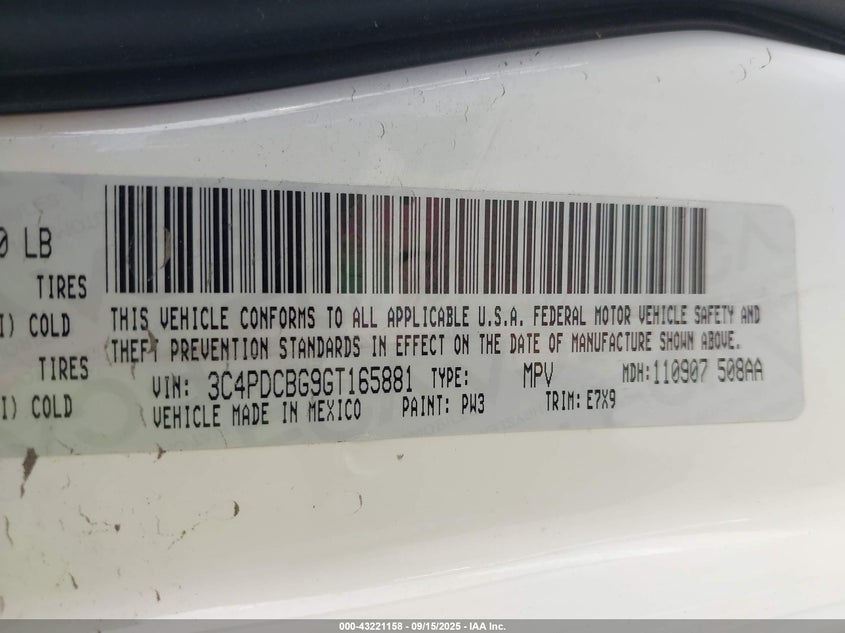 0 LB
TIRES
I) COLD
TIRES
I) COLD
THIS VEHICLE CONFORMS TO ALL APPLICABLE U.S.A. FEDERAL MOTOR VEHICLE SAFETY AND
THEFT PREVENTION STANDARDS IN EFFECT ON THE DATE OF MANUFACTURE SHOWN ABOVE.
VIN: 3C4PDCBG9GT165881 TYPE: MPV MDH:110907 508AA
VEHICLE MADE IN MEXICO PAINT: PW3 TRIM: E7X9
000-43221158 - 09/15/2025 - IAA Inc.